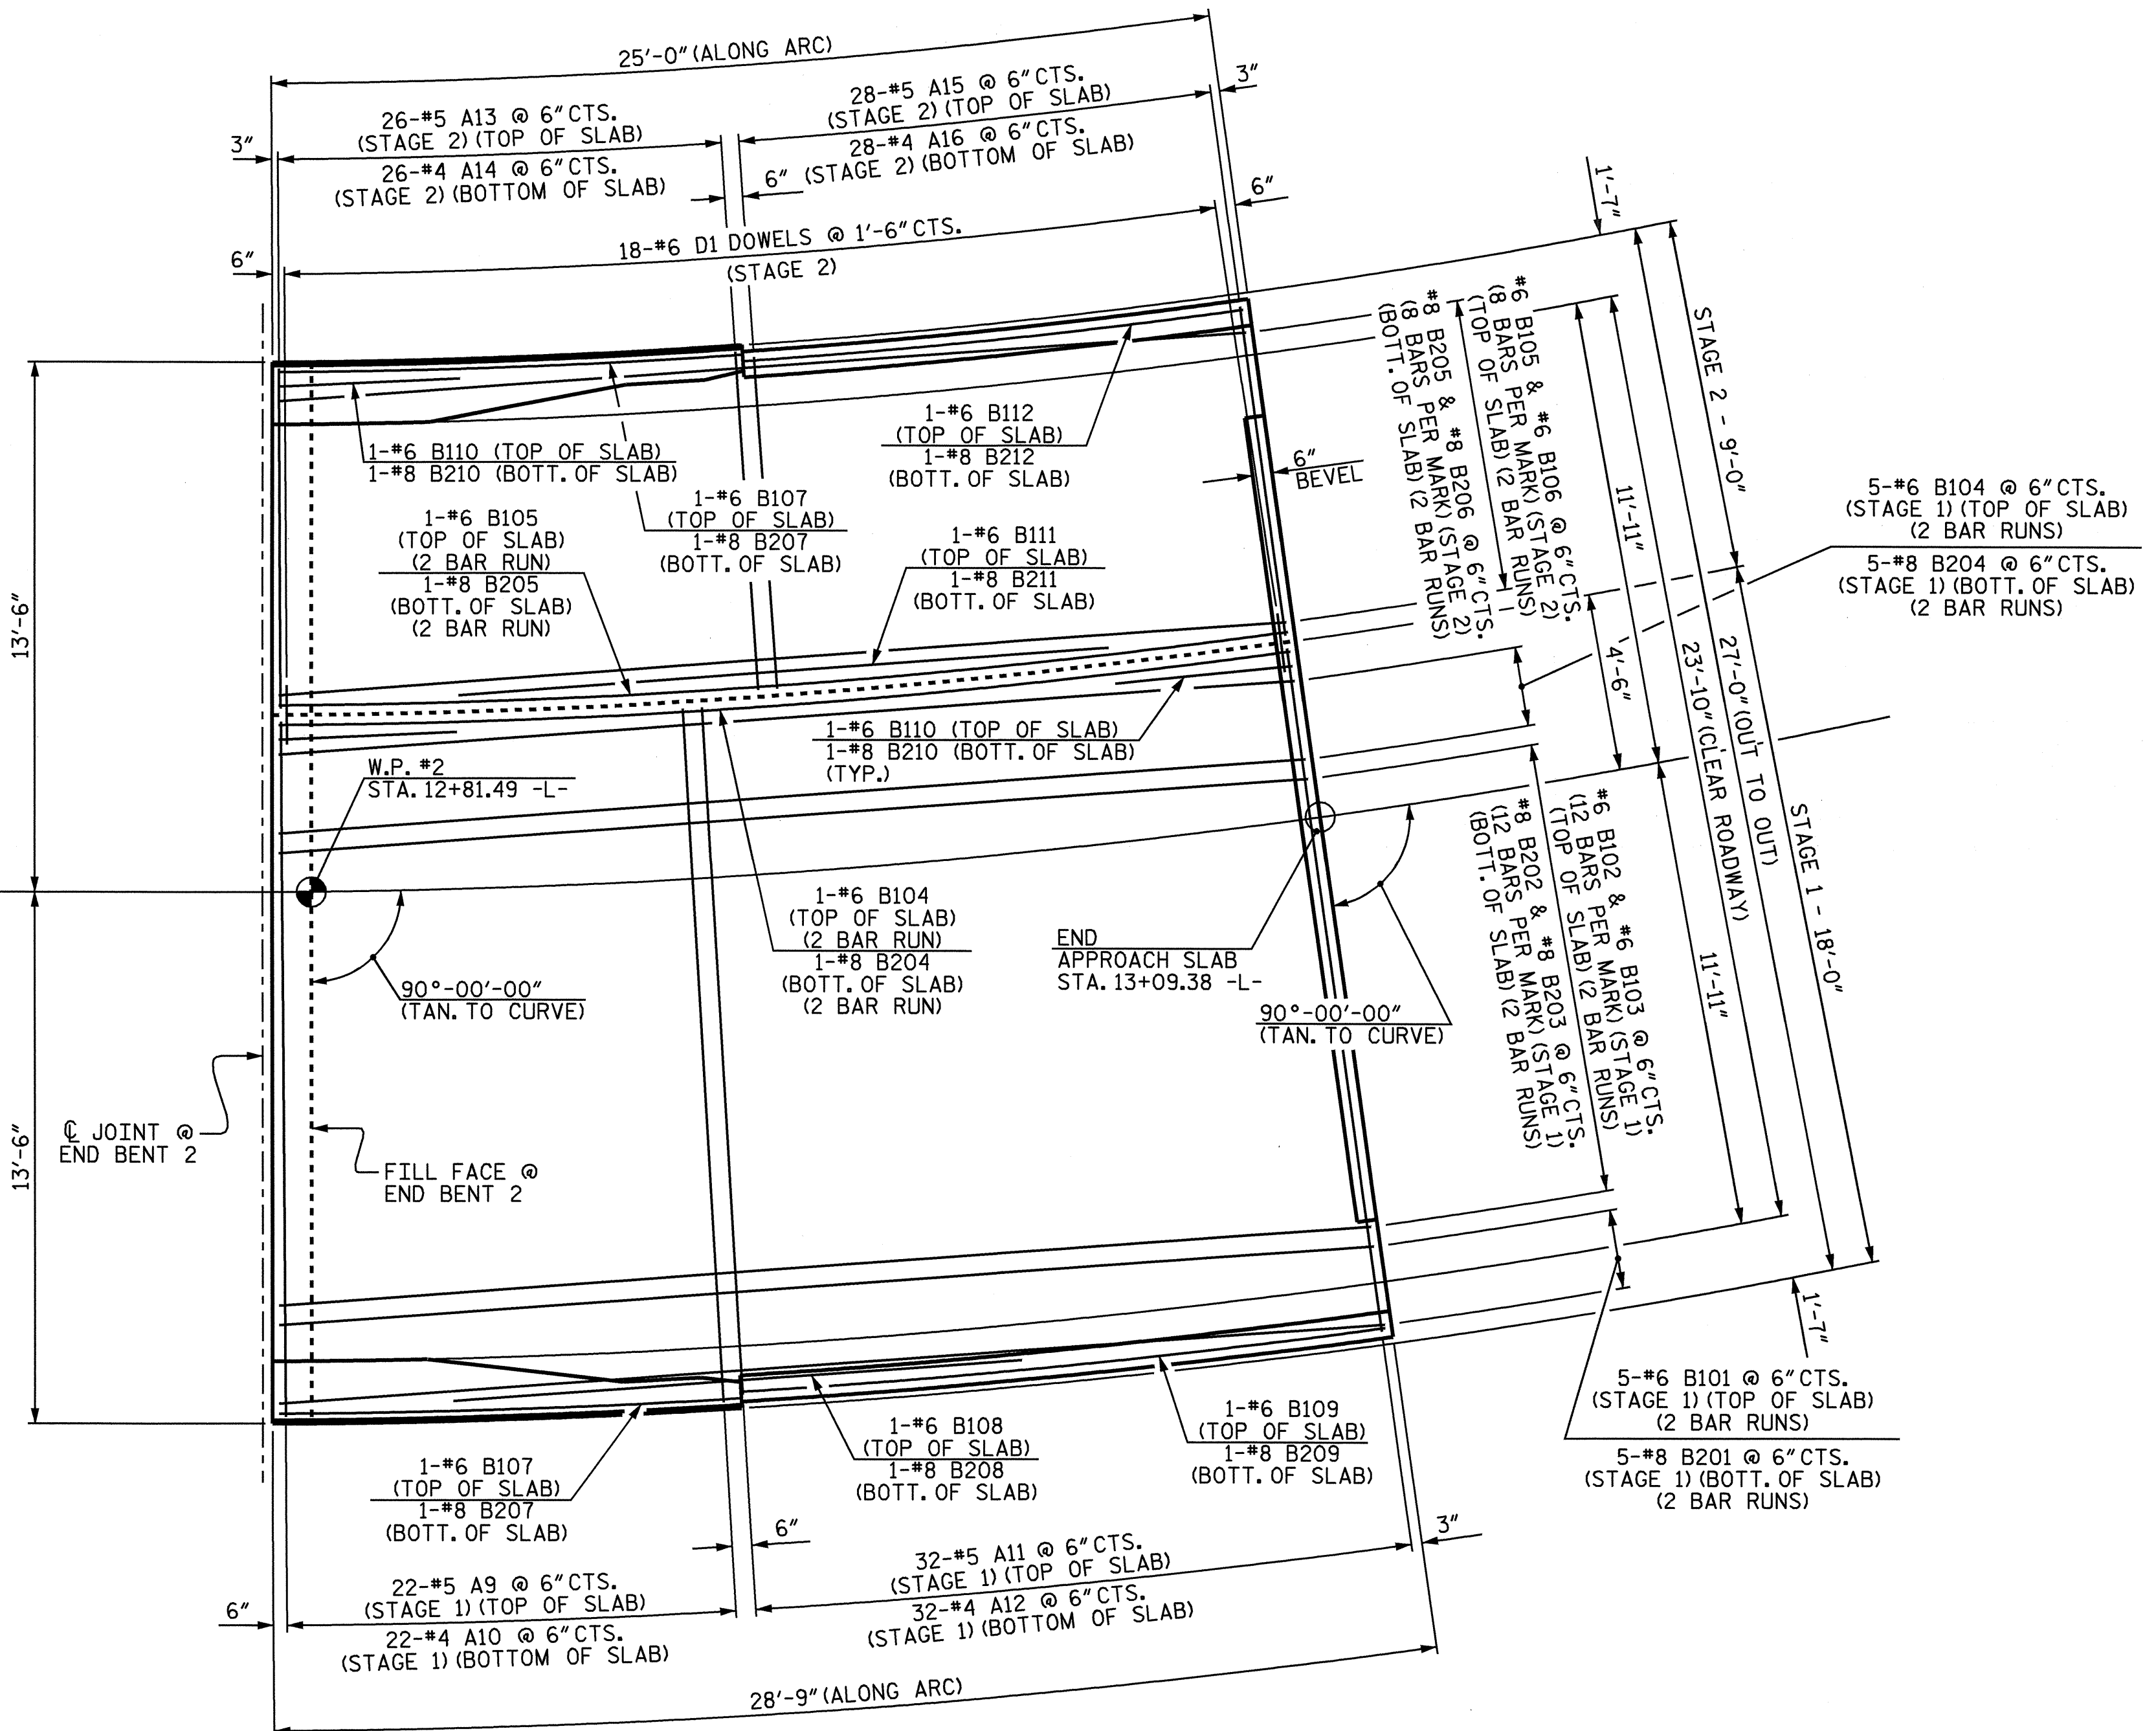 25'-0" (ALONG ARC)
26-#5 A13 @ 6" CTS.
(STAGE 2) (TOP OF SLAB)
26-#4 A14 @ 6" CTS.
(STAGE 2) (BOTTOM OF SLAB)
3"
28-#5 A15 @ 6" CTS.
(STAGE 2) (TOP OF SLAB)
28-#4 A16 @ 6" CTS.
(STAGE 2) (BOTTOM OF SLAB)
3"
6"
6"
18-#6 D1 DOWELS @ 1'-6" CTS.
(STAGE 2)
6"
1'-7"
STAGE 2 - 9'-0"
#6 B105 & #6 B106 @ 6" CTS.
(8 BARS PER MARK) (STAGE 2)
(TOP OF SLAB) (2 BAR RUNS)
#8 B205 & #8 B206 @ 6" CTS.
(8 BARS PER MARK) (STAGE 2)
(BOTT. OF SLAB) (2 BAR RUNS)
11'-11"
4'-6"
23'-10" (CLEAR ROADWAY)
27'-0" (OUT TO OUT)
STAGE 1 - 18'-0"
5-#6 B104 @ 6" CTS.
(STAGE 1) (TOP OF SLAB)
(2 BAR RUNS)
5-#8 B204 @ 6" CTS.
(STAGE 1) (BOTT. OF SLAB)
(2 BAR RUNS)
13'-6"
1-#6 B110 (TOP OF SLAB)
1-#8 B210 (BOTT. OF SLAB)
1-#6 B107
(TOP OF SLAB)
1-#8 B207
(BOTT. OF SLAB)
1-#6 B112
(TOP OF SLAB)
1-#8 B212
(BOTT. OF SLAB)
6"
BEVEL
1-#6 B105
(TOP OF SLAB)
(2 BAR RUN)
1-#8 B205
(BOTT. OF SLAB)
(2 BAR RUN)
1-#6 B111
(TOP OF SLAB)
1-#8 B211
(BOTT. OF SLAB)
1-#6 B110 (TOP OF SLAB)
1-#8 B210 (BOTT. OF SLAB)
(TYP.)
W.P. #2
STA. 12+81.49 -L-
1-#6 B104
(TOP OF SLAB)
(2 BAR RUN)
1-#8 B204
(BOTT. OF SLAB)
(2 BAR RUN)
END
APPROACH SLAB
STA. 13+09.38 -L-
90°-00'-00"
(TAN. TO CURVE)
90°-00'-00"
(TAN. TO CURVE)
#6 B102 & #6 B103 @ 6" CTS.
(12 BARS PER MARK) (STAGE 1)
(TOP OF SLAB) (2 BAR RUNS)
#8 B202 & #8 B203 @ 6" CTS.
(12 BARS PER MARK) (STAGE 1)
(BOTT. OF SLAB) (2 BAR RUNS)
11'-11"
13'-6"
℄ JOINT @
END BENT 2
FILL FACE @
END BENT 2
1'-7"
5-#6 B101 @ 6" CTS.
(STAGE 1) (TOP OF SLAB)
(2 BAR RUNS)
5-#8 B201 @ 6" CTS.
(STAGE 1) (BOTT. OF SLAB)
(2 BAR RUNS)
1-#6 B107
(TOP OF SLAB)
1-#8 B207
(BOTT. OF SLAB)
1-#6 B108
(TOP OF SLAB)
1-#8 B208
(BOTT. OF SLAB)
1-#6 B109
(TOP OF SLAB)
1-#8 B209
(BOTT. OF SLAB)
6"
3"
32-#5 A11 @ 6" CTS.
(STAGE 1) (TOP OF SLAB)
32-#4 A12 @ 6" CTS.
(STAGE 1) (BOTTOM OF SLAB)
22-#5 A9 @ 6" CTS.
(STAGE 1) (TOP OF SLAB)
22-#4 A10 @ 6" CTS.
(STAGE 1) (BOTTOM OF SLAB)
6"
28'-9" (ALONG ARC)